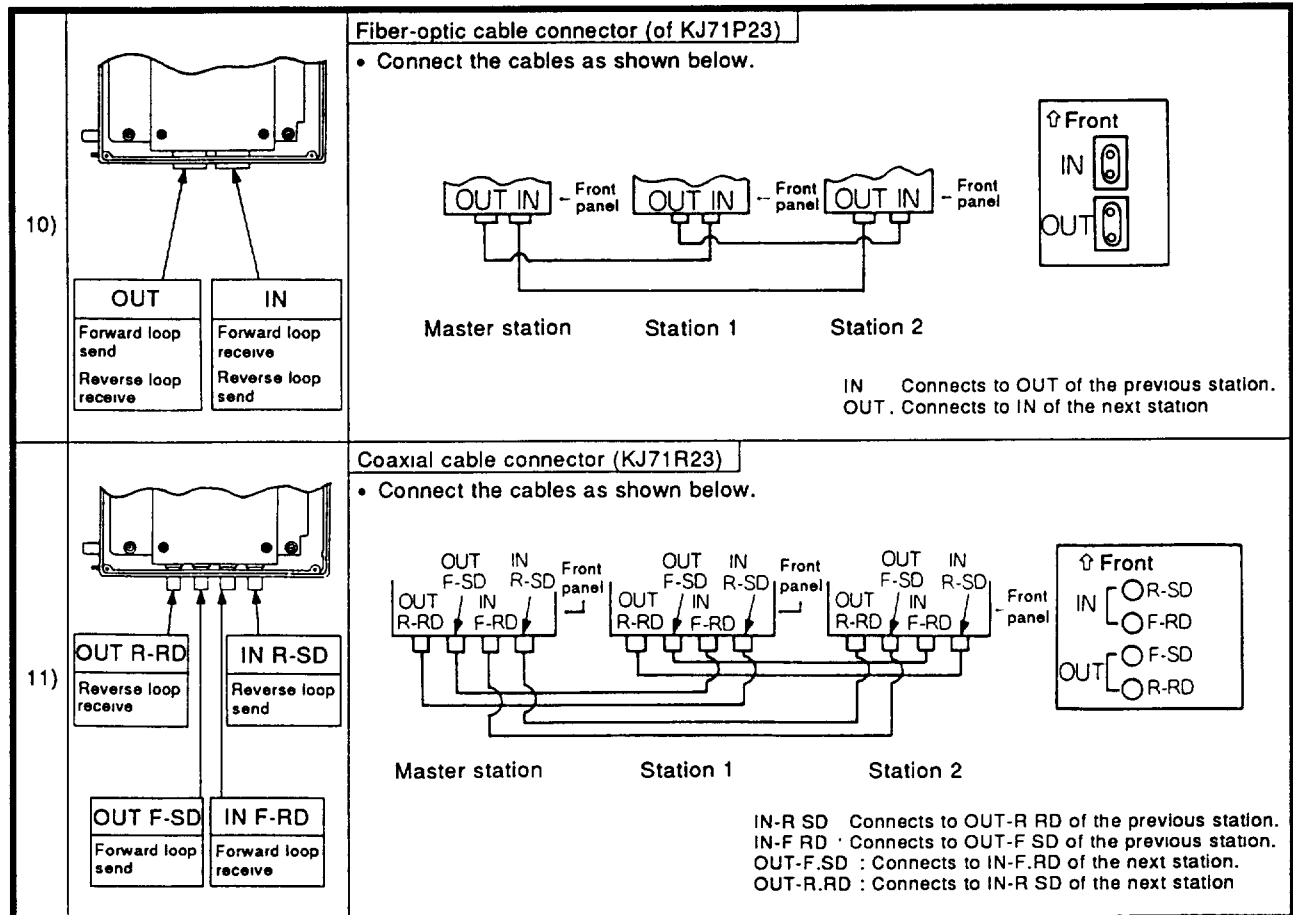 10)
OUT
Forward loop
send
Reverse loop
receive
IN
Forward loop
receive
Reverse loop
send
Fiber-optic cable connector (of KJ71P23)
• Connect the cables as shown below.
OUT IN
Front
panel
OUT IN
Front
panel
OUT IN
Front
panel
Master station
Station 1
Station 2
⇧ Front
IN
OUT
IN Connects to OUT of the previous station.
OUT . Connects to IN of the next station
11)
OUT R-RD
Reverse loop
receive
IN R-SD
Reverse loop
send
OUT F-SD
Forward loop
send
IN F-RD
Forward loop
receive
Coaxial cable connector (KJ71R23)
• Connect the cables as shown below.
OUT
F-SD
IN
R-SD
OUT
R-RD
IN
F-RD
Front
panel
OUT
F-SD
IN
R-SD
OUT
R-RD
IN
F-RD
Front
panel
OUT
F-SD
IN
R-SD
OUT
R-RD
IN
F-RD
Front
panel
Master station
Station 1
Station 2
⇧ Front
IN
R-SD
F-RD
OUT
F-SD
R-RD
IN-R SD Connects to OUT-R RD of the previous station.
IN-F RD · Connects to OUT-F SD of the previous station.
OUT-F.SD : Connects to IN-F.RD of the next station.
OUT-R.RD : Connects to IN-R SD of the next station